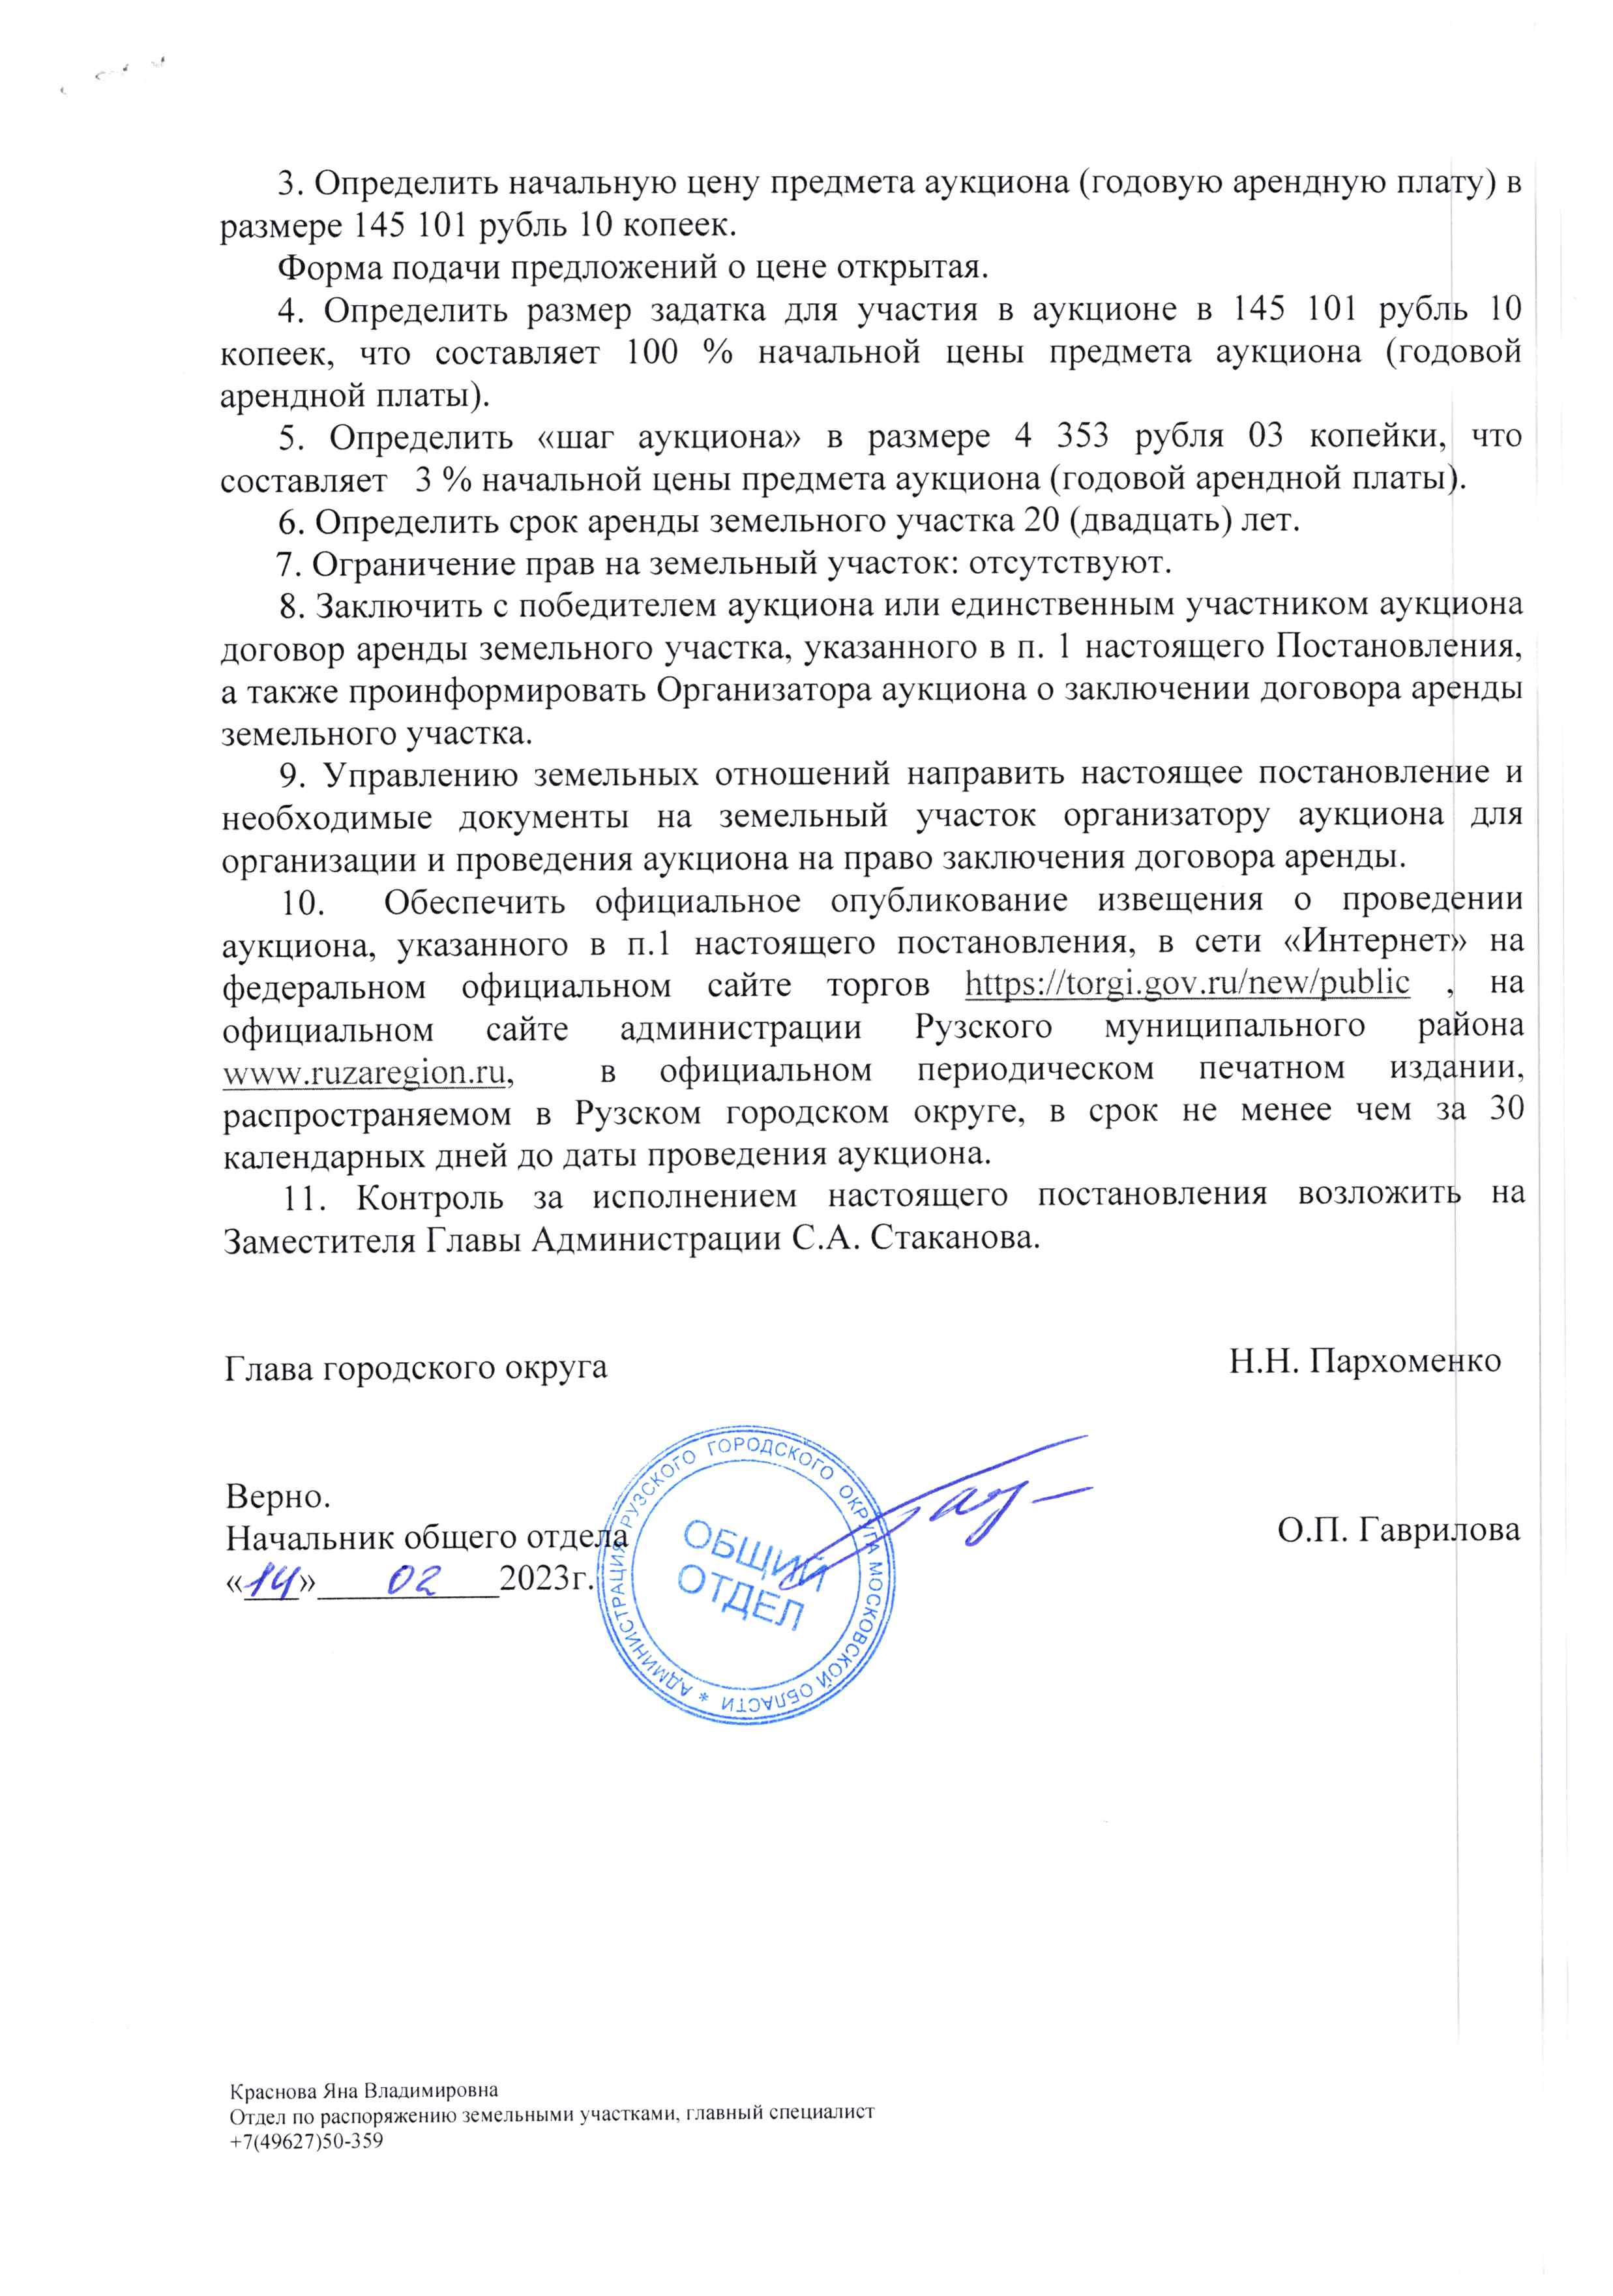 3. Определить начальную цену предмета аукциона (годовую арендную плату) в
размере 145 101 рубль 10 копеек.
Форма подачи предложений о цене открытая.
4. Определить размер задатка для участия в аукционе в 145 101 рубль 10
копеек, что составляет 100 % начальной цены предмета аукциона (годовой
арендной платы).
5. Определить «шаг аукциона» в размере 4 353 рубля 03 копейки, что
составляет 3 % начальной цены предмета аукциона (годовой арендной платы).
6. Определить срок аренды земельного участка 20 (двадцать) лет.
7. Ограничение прав на земельный участок: отсутствуют.
8. Заключить с победителем аукциона или единственным участником аукциона
договор аренды земельного участка, указанного в п. 1 настоящего Постановления,
а также проинформировать Организатора аукциона о заключении договора аренды
земельного участка.
9. Управлению земельных отношений направить настоящее постановление и
необходимые документы на земельный участок организатору аукциона для
организации и проведения аукциона на право заключения договора аренды.
10. Обеспечить официальное опубликование извещения о проведении
аукциона, указанного в п.1 настоящего постановления, в сети «Интернет» на
федеральном официальном сайте торгов https://torgi.gov.ru/new/public , на
официальном сайте администрации Рузского муниципального района
www.ruzaregion.ru, в официальном периодическом печатном издании,
распространяемом в Рузском городском округе, в срок не менее чем за 30
календарных дней до даты проведения аукциона.
11. Контроль за исполнением настоящего постановления возложить на
Заместителя Главы Администрации С.А. Стаканова.
Глава городского округа Н.Н. Пархоменко
Верно.
Начальник общего отдела О.П. Гаврилова
«14» 02 2023г.
АДМИНИСТРАЦИЯ РУЗСКОГО ГОРОДСКОГО ОКРУГА МОСКОВСКОЙ ОБЛАСТИ *
ОБЩИЙ
ОТДЕЛ
Краснова Яна Владимировна
Отдел по распоряжению земельными участками, главный специалист
+7(49627)50-359